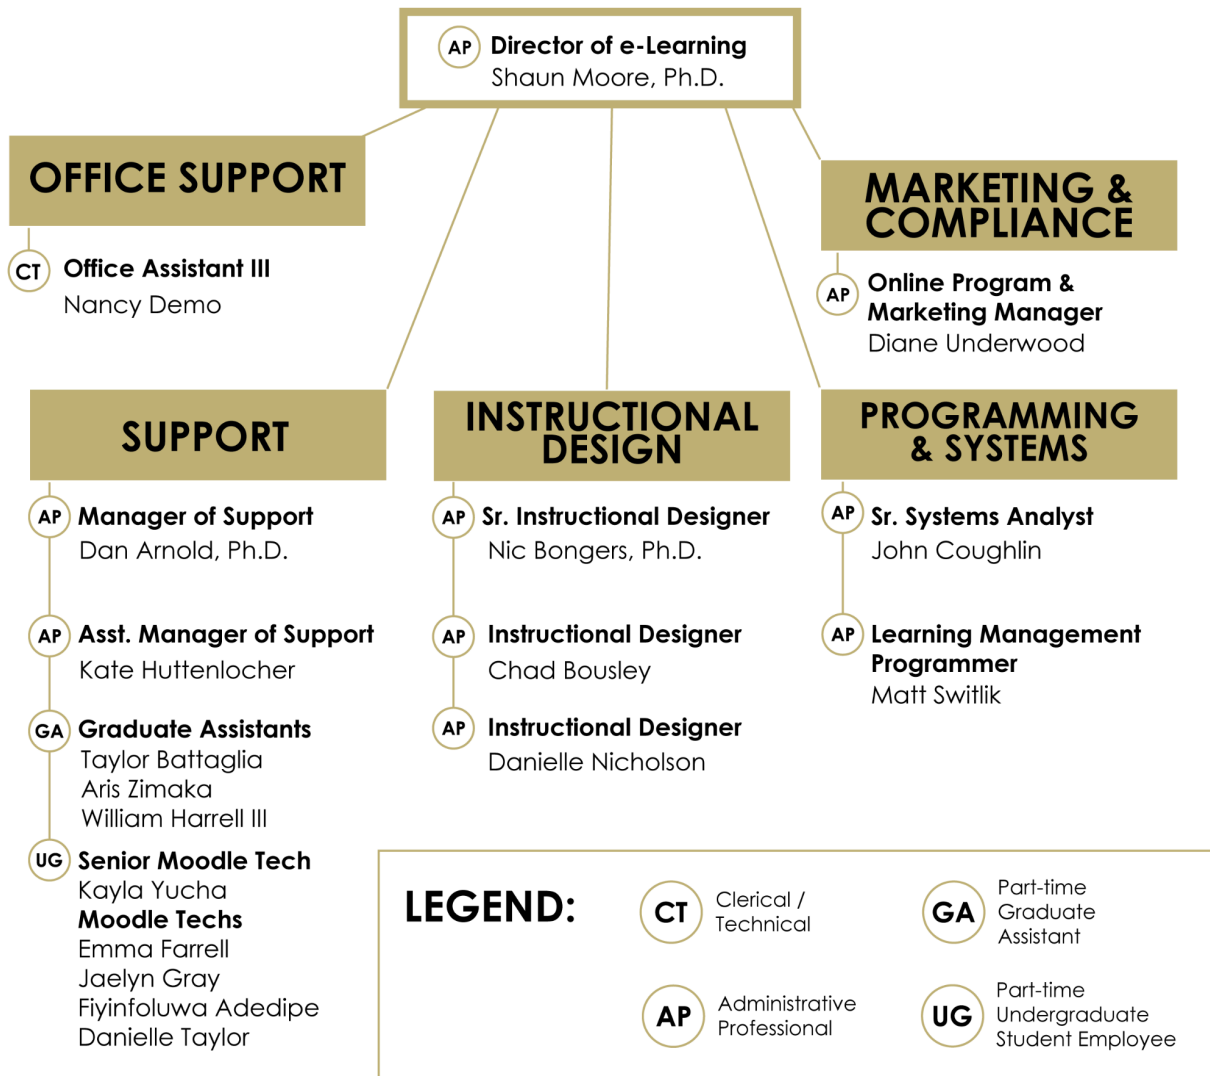 AP Director of e-Learning
Shaun Moore, Ph.D.
OFFICE SUPPORT
CT Office Assistant III
Nancy Demo
MARKETING &
COMPLIANCE
AP Online Program &
Marketing Manager
Diane Underwood
SUPPORT
AP Manager of Support
Dan Arnold, Ph.D.
AP Asst. Manager of Support
Kate Huttenlocher
GA Graduate Assistants
Taylor Battaglia
Aris Zimaka
William Harrell III
UG Senior Moodle Tech
Kayla Yucha
Moodle Techs
Emma Farrell
Jaelyn Gray
Fiyinfoluwa Adedipe
Danielle Taylor
INSTRUCTIONAL
DESIGN
AP Sr. Instructional Designer
Nic Bongers, Ph.D.
AP Instructional Designer
Chad Bousley
AP Instructional Designer
Danielle Nicholson
PROGRAMMING
& SYSTEMS
AP Sr. Systems Analyst
John Coughlin
AP Learning Management
Programmer
Matt Switlik
LEGEND:
CT Clerical /
Technical
AP Administrative
Professional
GA Part-time
Graduate
Assistant
UG Part-time
Undergraduate
Student Employee